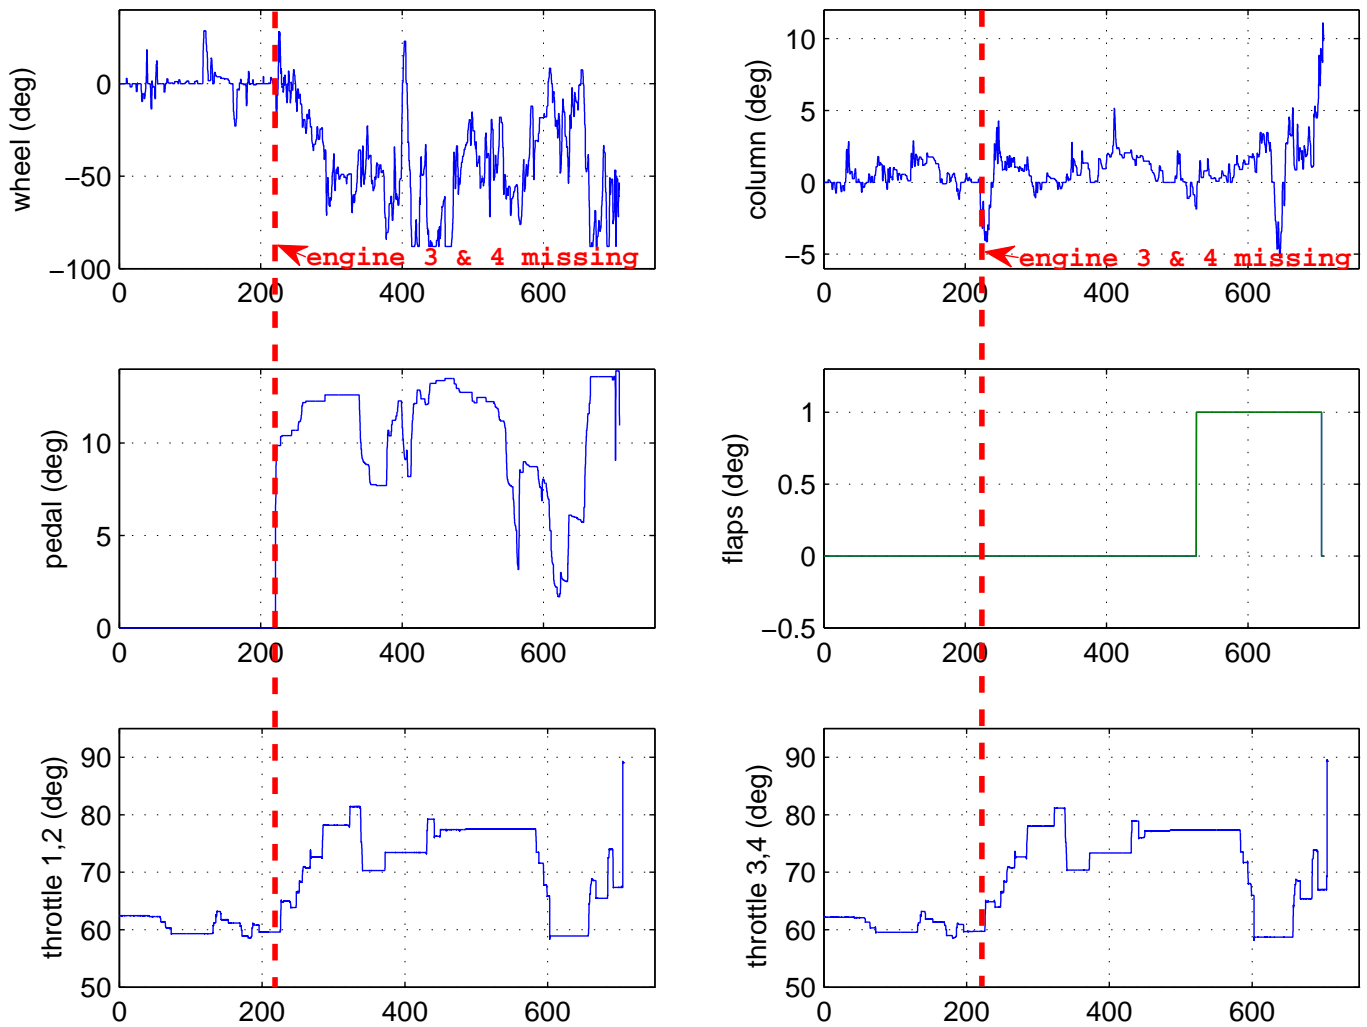 wheel (deg)
0
−50
−100
0 200 400 600
engine 3 & 4 missing
column (deg)
10
5
0
−5
0 200 400 600
engine 3 & 4 missing
pedal (deg)
10
5
0
0 200 400 600
flaps (deg)
1
0.5
0
−0.5
0 200 400 600
throttle 1,2 (deg)
90
80
70
60
50
0 200 400 600
throttle 3,4 (deg)
90
80
70
60
50
0 200 400 600